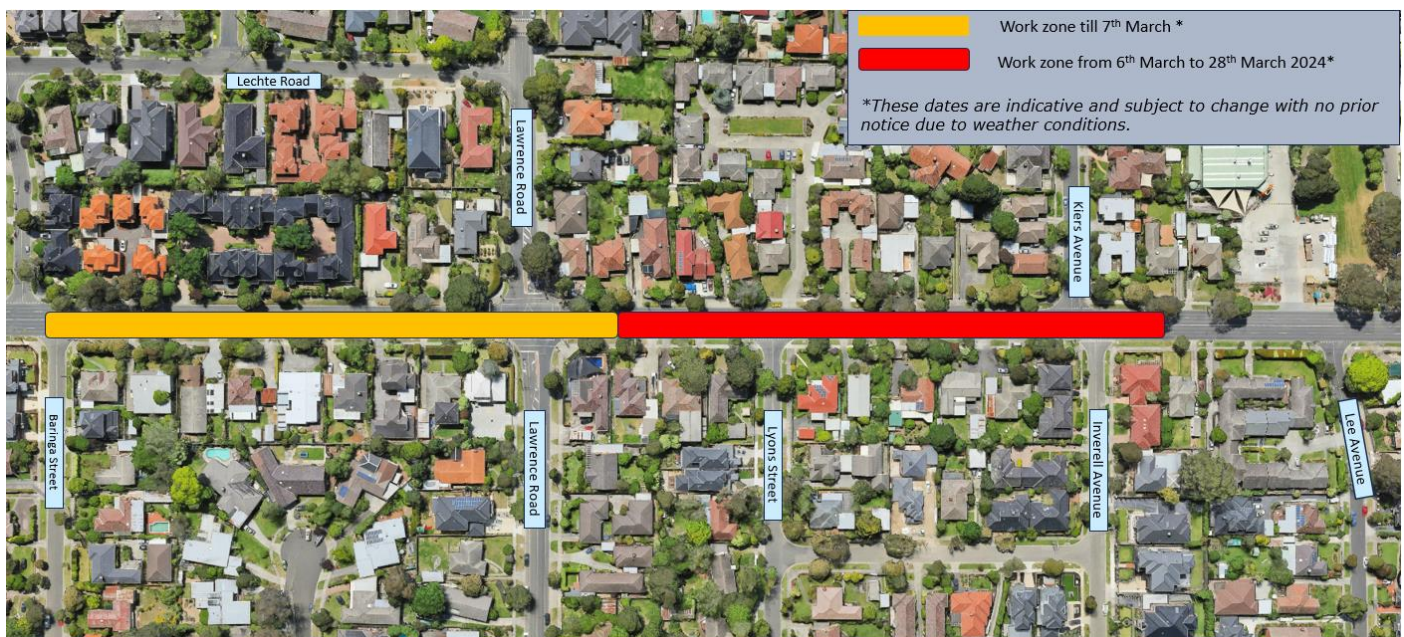 Work zone till 7th March *
Work zone from 6th March to 28th March 2024*
*These dates are indicative and subject to change with no prior
notice due to weather conditions.
Lechte Road
Lawrence Road
Klers Avenue
Baringa Street
Lawrence Road
Lyons Street
Inverell Avenue
Lee Avenue